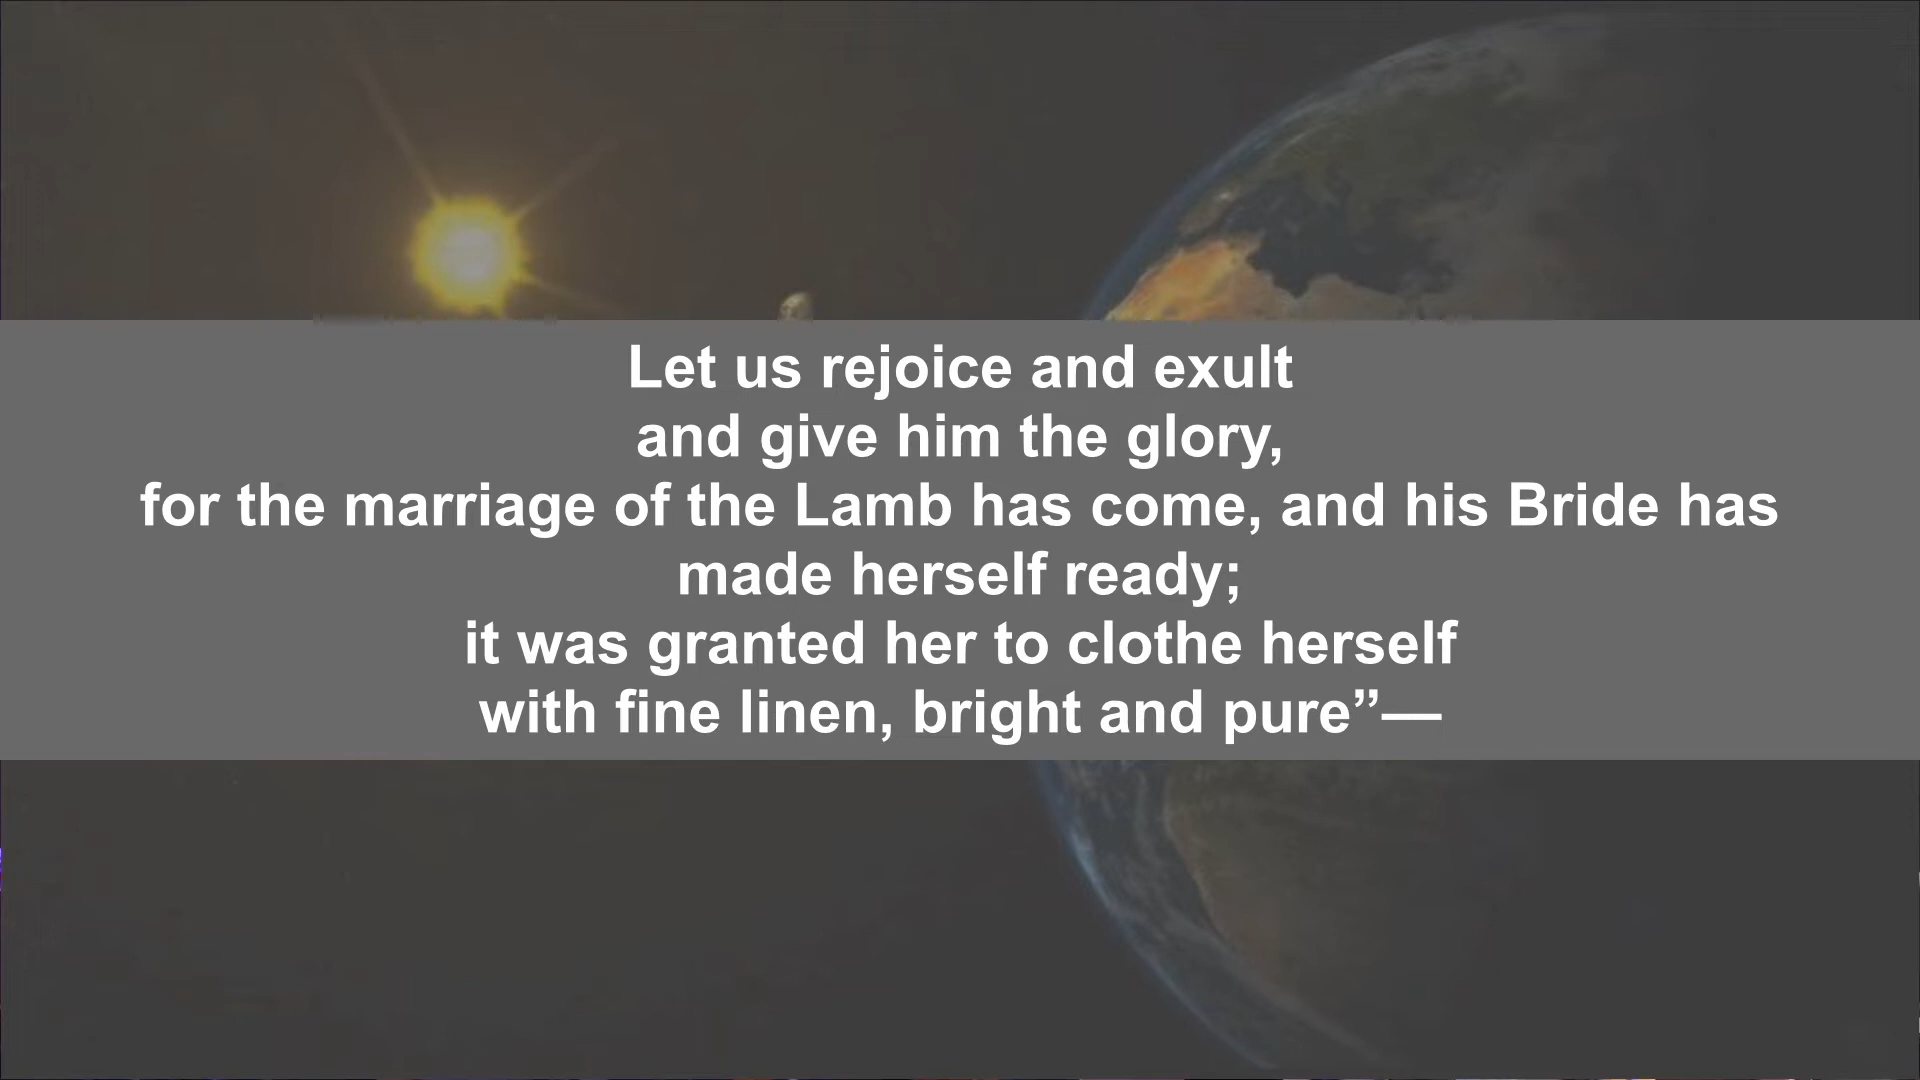 Let us rejoice and exult
and give him the glory,
for the marriage of the Lamb has come, and his Bride has
made herself ready;
it was granted her to clothe herself
with fine linen, bright and pure”—